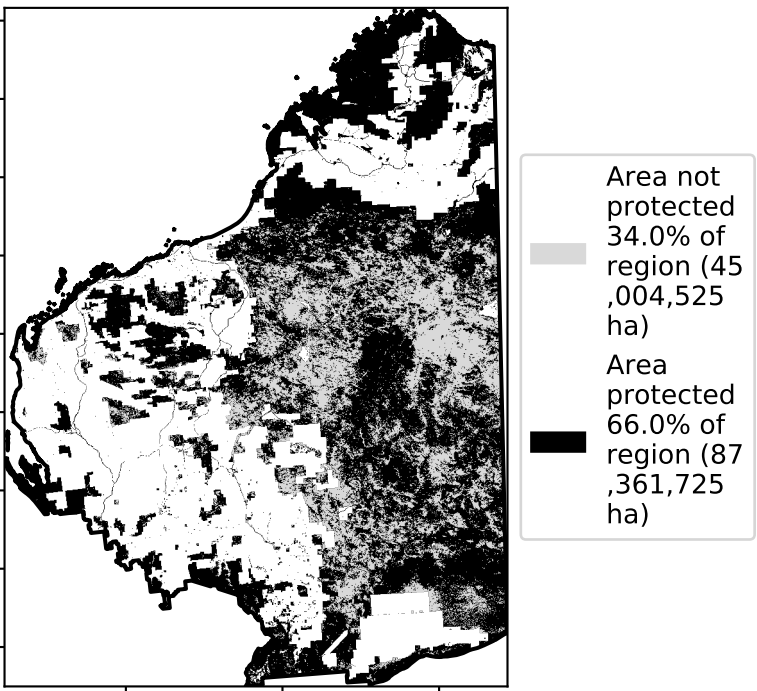 Area not
protected
34.0% of
region (45
,004,525
ha)
Area
protected
66.0% of
region (87
,361,725
ha)